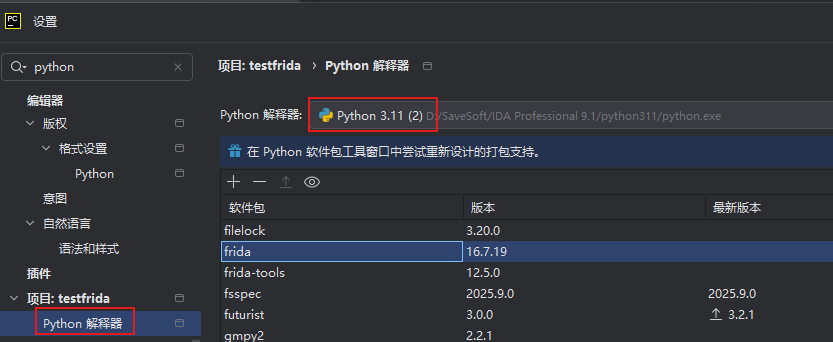 PC 设置
python
项目: testfrida › Python 解释器
编辑器
版权
格式设置
Python
意图
自然语言
语法和样式
插件
项目: testfrida
Python 解释器
Python 解释器: Python 3.11 (2) D:/SaveSoft/IDA Professional 9.1/python311/python.exe
在 Python 软件包工具窗口中尝试重新设计的打包支持。
软件包 版本 最新版本
filelock 3.20.0
frida 16.7.19
frida-tools 12.5.0
fsspec 2025.9.0 2025.9.0
futurist 3.0.0 3.2.1
gmpy2 2.2.1